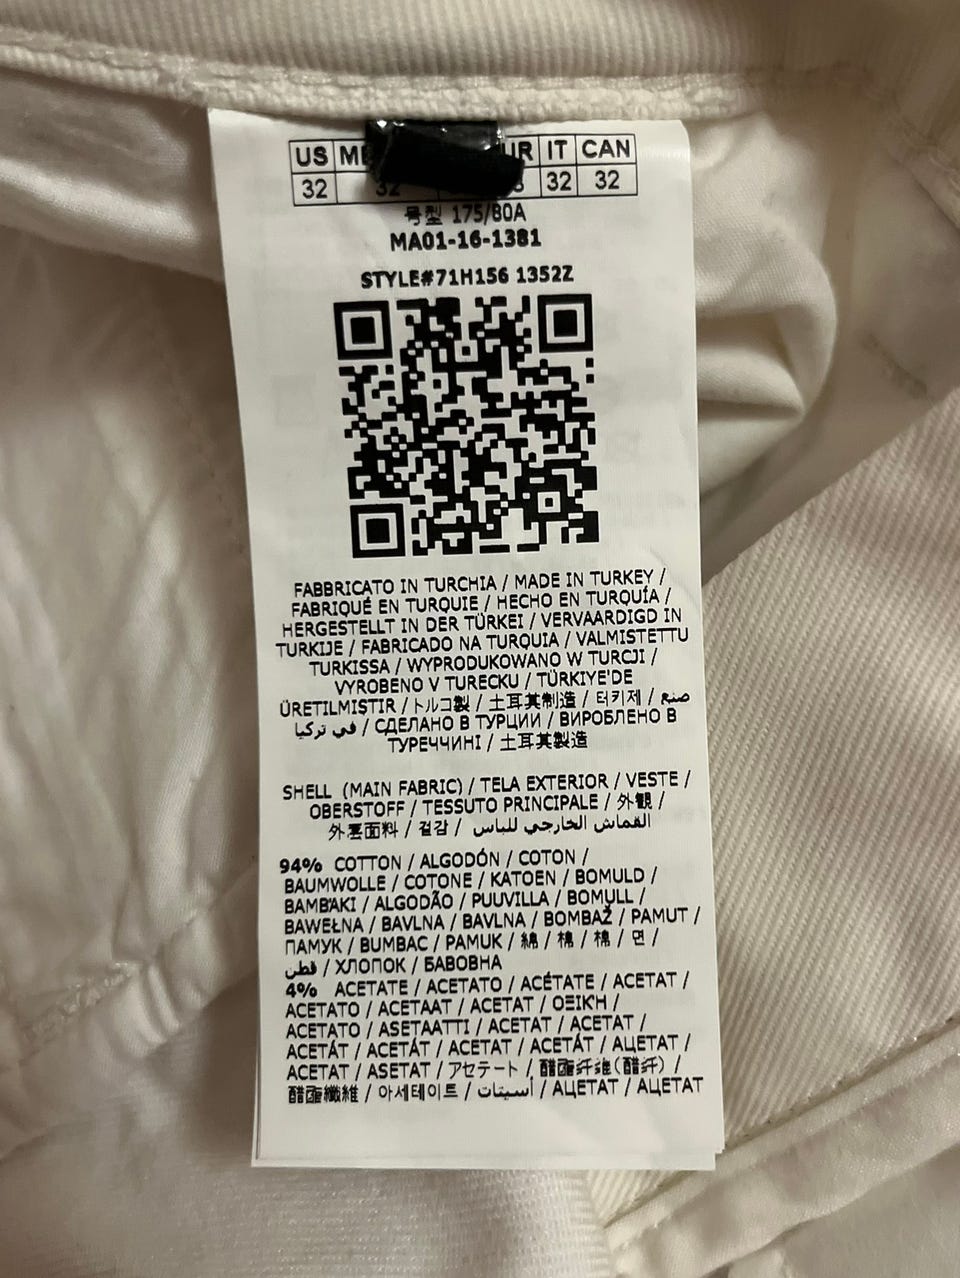 US IT CAN
32 32 32 32
号型 175/80A
MA01-16-1381
STYLE#71H156 1352Z
FABBRICATO IN TURCHIA / MADE IN TURKEY /
FABRIQUÉ EN TURQUIE / HECHO EN TURQUÍA /
HERGESTELLT IN DER TÜRKEI / VERVAARDIGD IN
TURKIJE / FABRICADO NA TURQUIA / VALMISTETTU
TURKISSA / WYPRODUKOWANO W TURCJI /
VYROBENO V TURECKU / TÜRKIYE'DE
ÜRETILMISTIR / トルコ製 / 土耳其制造 / 터키제 / صنع
في تركيا / СДЕЛАНО В ТУРЦИИ / ВИРОБЛЕНО В
ТУРЕЧЧИНІ / 土耳其製造
SHELL (MAIN FABRIC) / TELA EXTERIOR / VESTE /
OBERSTOFF / TESSUTO PRINCIPALE / 外観 /
外套面料 / 겉감 / القماش الخارجي للباس
94% COTTON / ALGODÓN / COTON /
BAUMWOLLE / COTONE / KATOEN / BOMULD /
ΒΑΜΒΆΚΙ / ALGODÃO / PUUVILLA / BOMULL /
BAWEŁNA / BAVLNA / BAVLNA / BOMBAŽ / PAMUT /
ПАМУК / BUMBAC / PAMUK / 綿 / 棉 / 棉 / 면 /
قطن / ХЛОПОК / БАВОВНА
4% ACETATE / ACETATO / ACÉTATE / ACETAT /
ACETATO / ACETAAT / ACETAT / ΟΞΙΚΉ /
ACETATO / ASETAATTI / ACETAT / ACETAT /
ACETÁT / ACETÁT / ACETAT / ACETÁT / АЦЕТАТ /
ACETAT / ASETAT / アセテート / 醋酯纤维(醋纤) /
醋酯纖維 / 아세테이트 / أسيتات / АЦЕТАТ / АЦЕТАТ